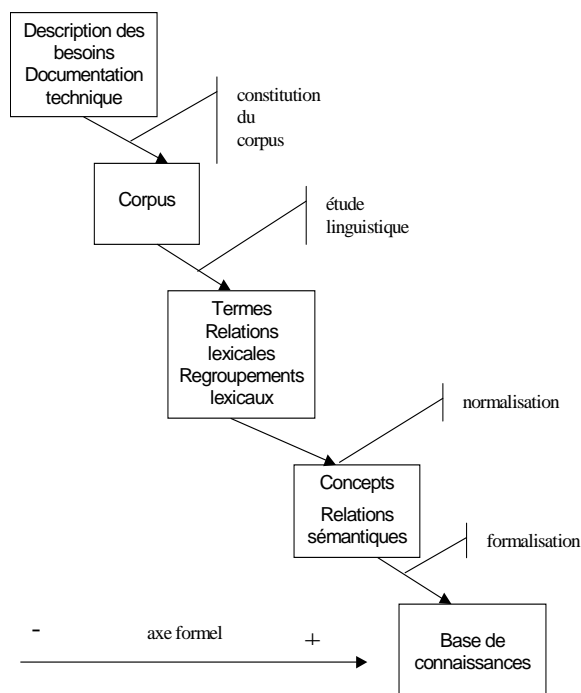 Description des
besoins
Documentation
technique
constitution
du
corpus
Corpus
étude
linguistique
Termes
Relations
lexicales
Regroupements
lexicaux
normalisation
Concepts
Relations
sémantiques
formalisation
- axe formel +
Base de
connaissances